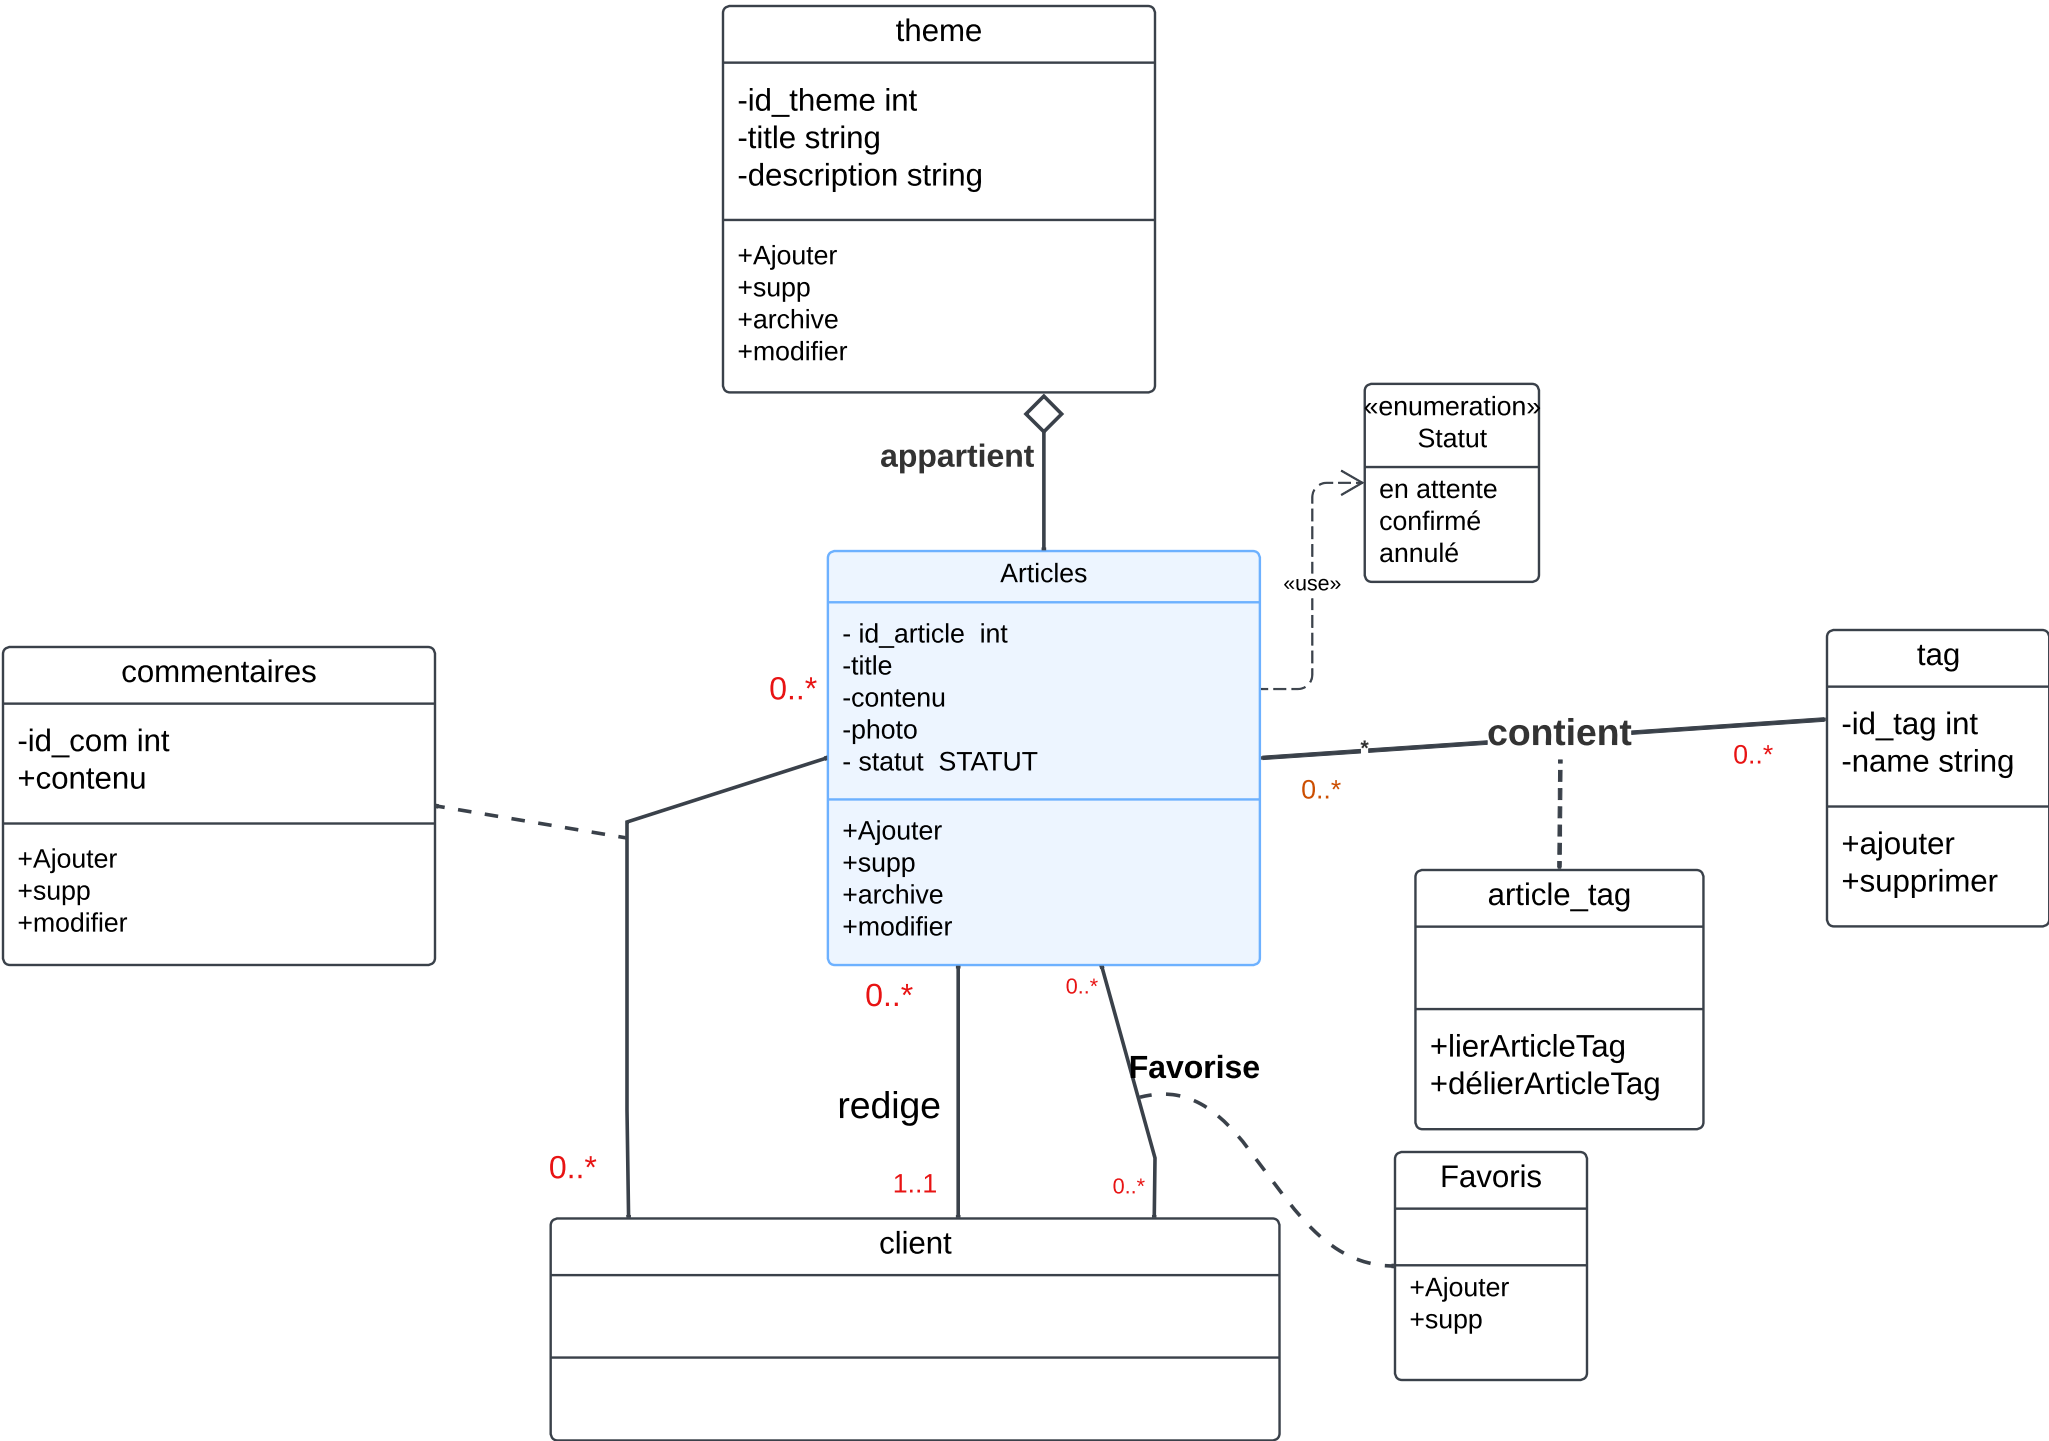 theme
-id_theme int
-title string
-description string
+Ajouter
+supp
+archive
+modifier
appartient
«enumeration»
Statut
en attente
confirmé
annulé
«use»
Articles
- id_article  int
-title
-contenu
-photo
- statut  STATUT
+Ajouter
+supp
+archive
+modifier
commentaires
-id_com int
+contenu
+Ajouter
+supp
+modifier
0..*
*
contient
0..*
0..*
tag
-id_tag int
-name string
+ajouter
+supprimer
article_tag
+lierArticleTag
+délierArticleTag
0..*
0..*
Favorise
redige
0..*
1..1
0..*
Favoris
+Ajouter
+supp
client